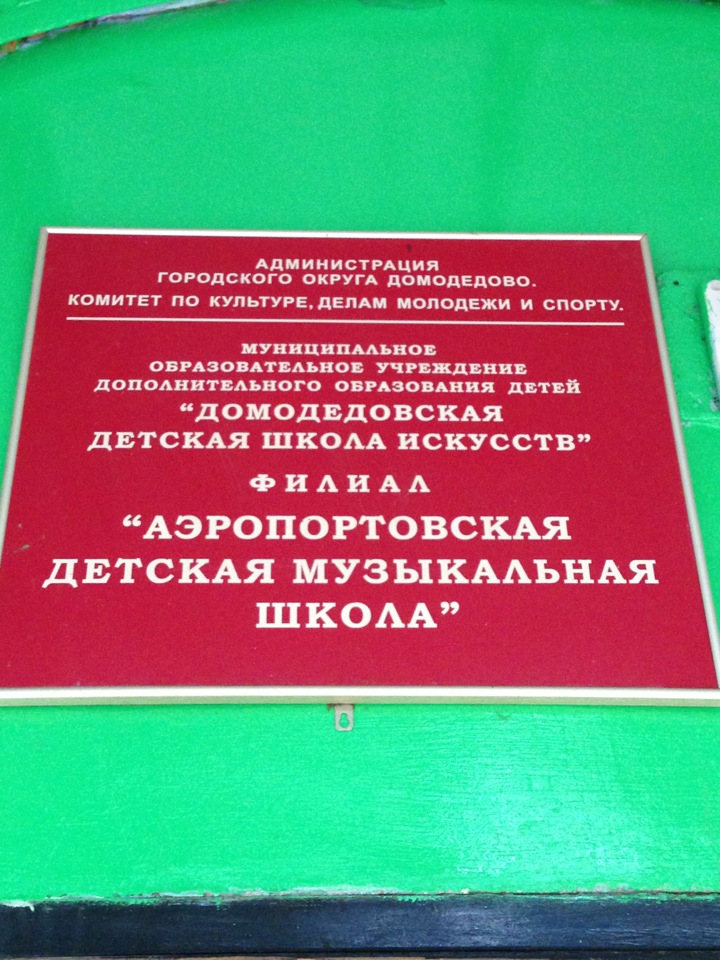 АДМИНИСТРАЦИЯ
ГОРОДСКОГО ОКРУГА ДОМОДЕДОВО.
КОМИТЕТ ПО КУЛЬТУРЕ, ДЕЛАМ МОЛОДЕЖИ И СПОРТУ.
МУНИЦИПАЛЬНОЕ
ОБРАЗОВАТЕЛЬНОЕ УЧРЕЖДЕНИЕ
ДОПОЛНИТЕЛЬНОГО ОБРАЗОВАНИЯ ДЕТЕЙ
“ДОМОДЕДОВСКАЯ
ДЕТСКАЯ ШКОЛА ИСКУССТВ”
ФИЛИАЛ
“АЭРОПОРТОВСКАЯ
ДЕТСКАЯ МУЗЫКАЛЬНАЯ
ШКОЛА”